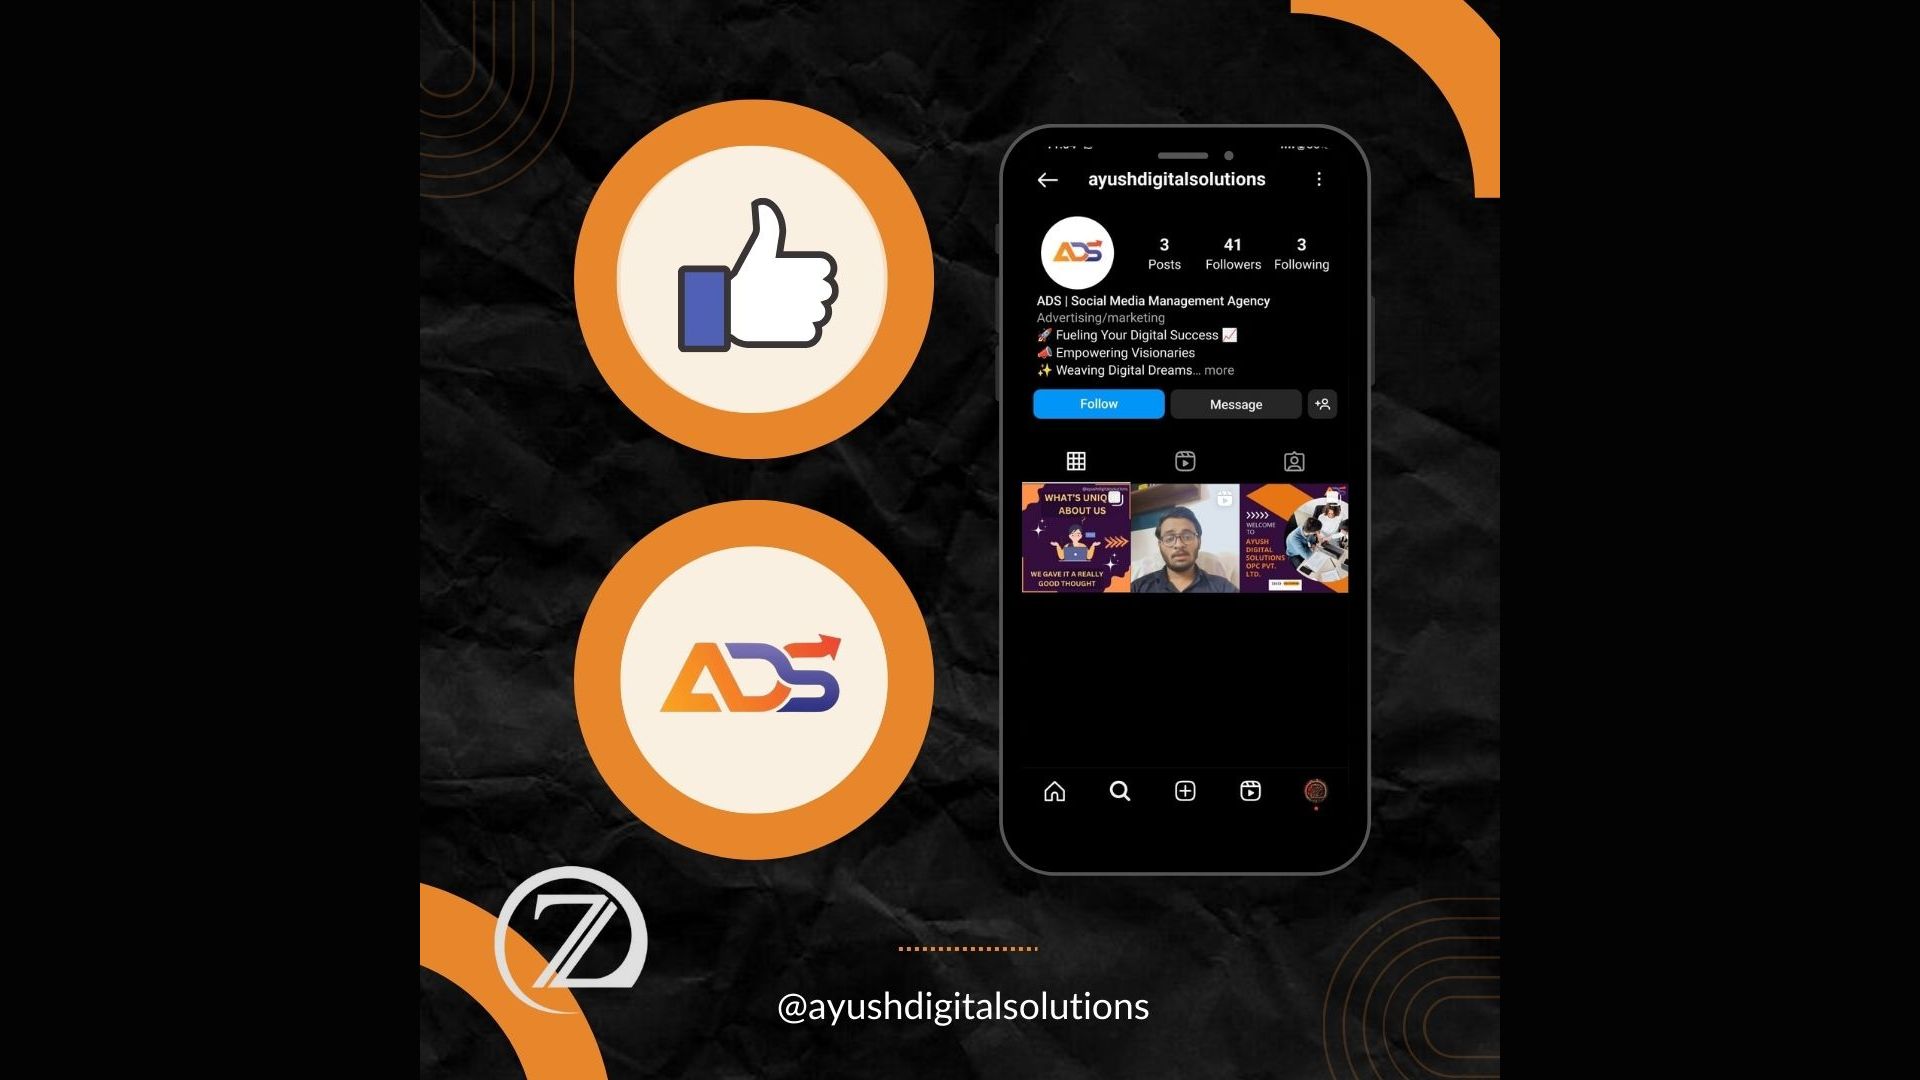 ayushdigitalsolutions
ADS
3
Posts
41
Followers
3
Following
ADS | Social Media Management Agency
Advertising/marketing
🚀 Fueling Your Digital Success 📈
📣 Empowering Visionaries
✨ Weaving Digital Dreams... more
Follow
Message
WHAT'S UNIQ
ABOUT US
WE GAVE IT A REALLY
GOOD THOUGHT
WELCOME
TO
AYUSH
DIGITAL
SOLUTIONS
OPC PVT.
LTD.
ADS
@ayushdigitalsolutions